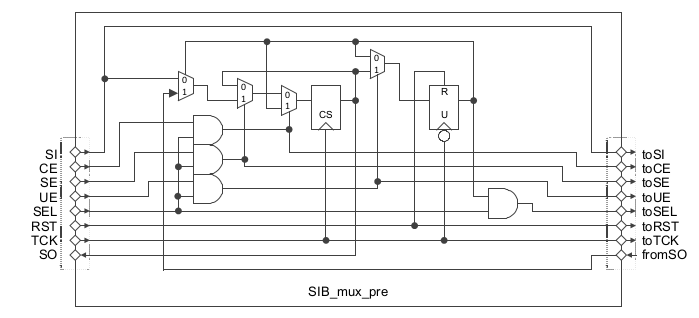 0
1
0
1
0
1
0
1
CS
R
U
SI
CE
SE
UE
SEL
RST
TCK
SO
toSI
toCE
toSE
toUE
toSEL
toRST
toTCK
fromSO
SIB_mux_pre